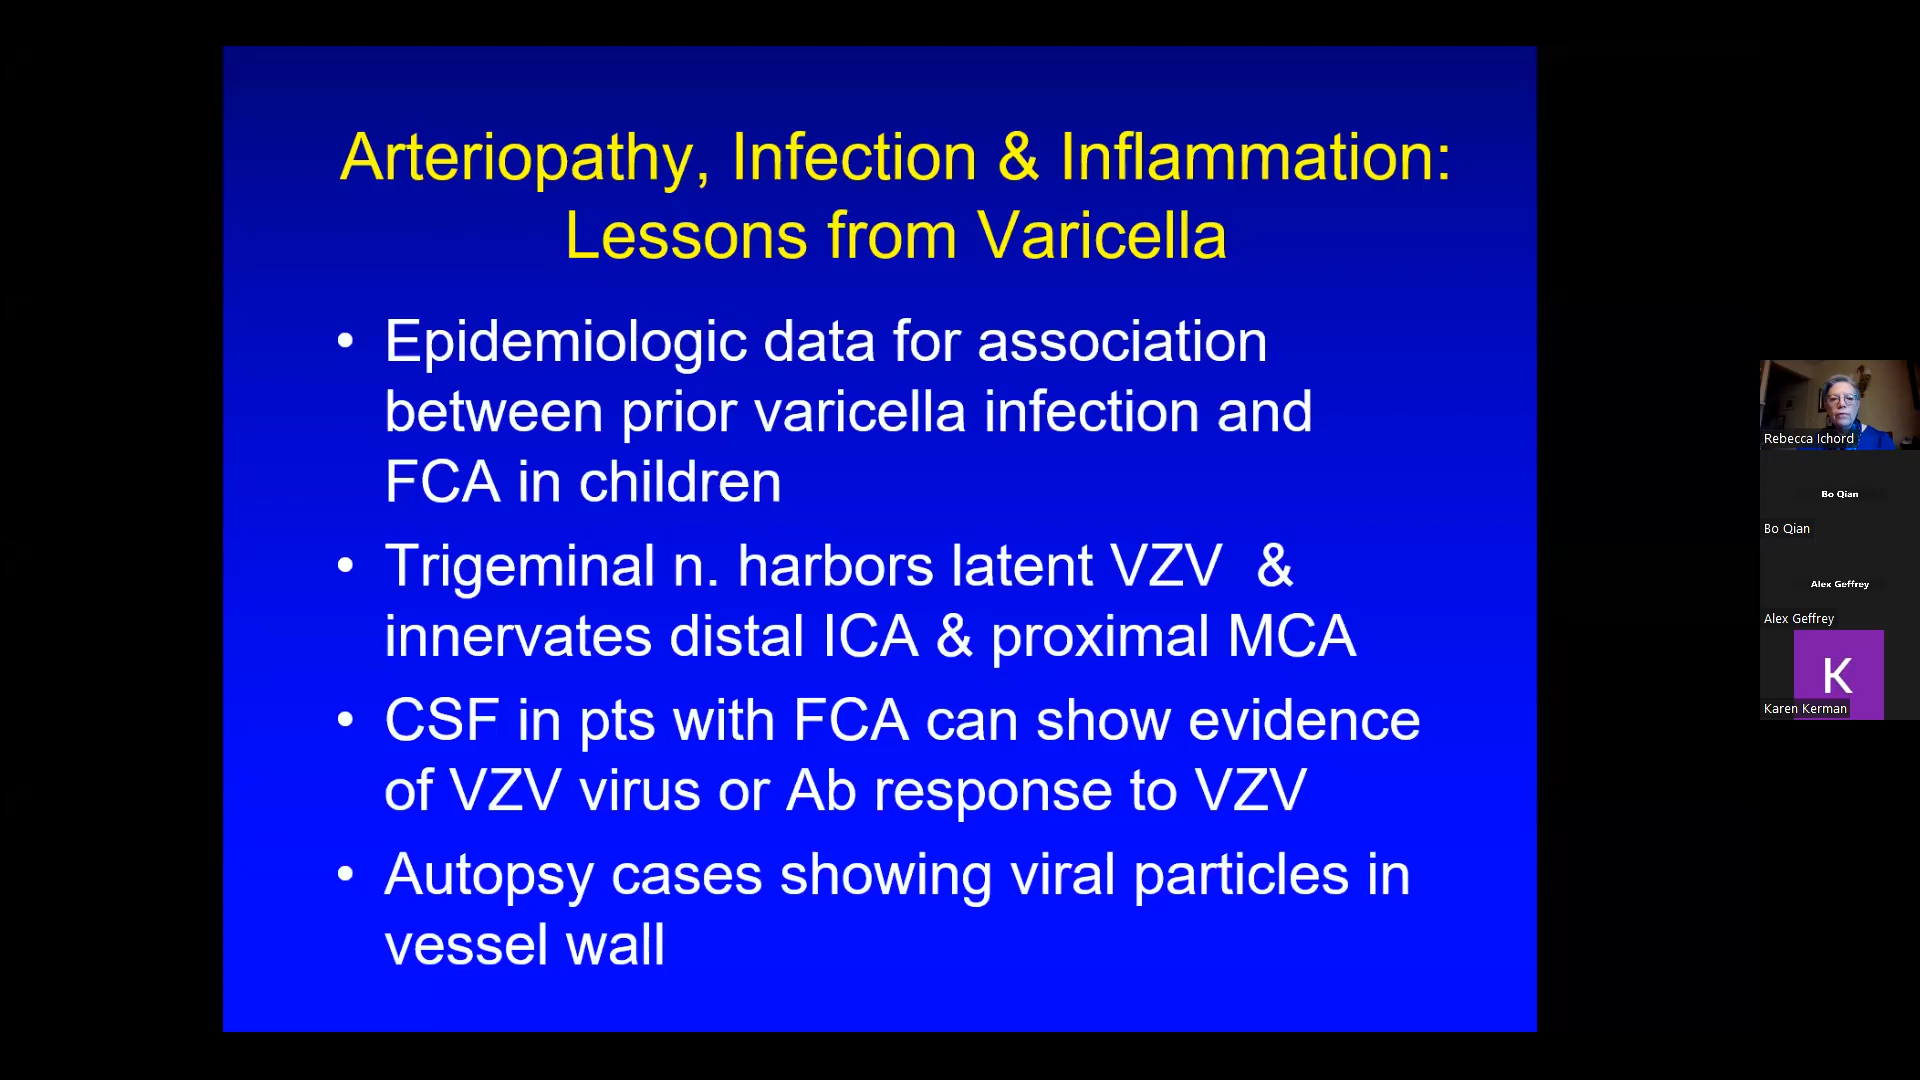 Arteriopathy, Infection & Inflammation:
Lessons from Varicella
• Epidemiologic data for association
between prior varicella infection and
FCA in children
• Trigeminal n. harbors latent VZV &
innervates distal ICA & proximal MCA
• CSF in pts with FCA can show evidence
of VZV virus or Ab response to VZV
• Autopsy cases showing viral particles in
vessel wall
Rebecca Ichord
Bo Qian
Bo Qian
Alex Geffrey
Alex Geffrey
K
Karen Kerman